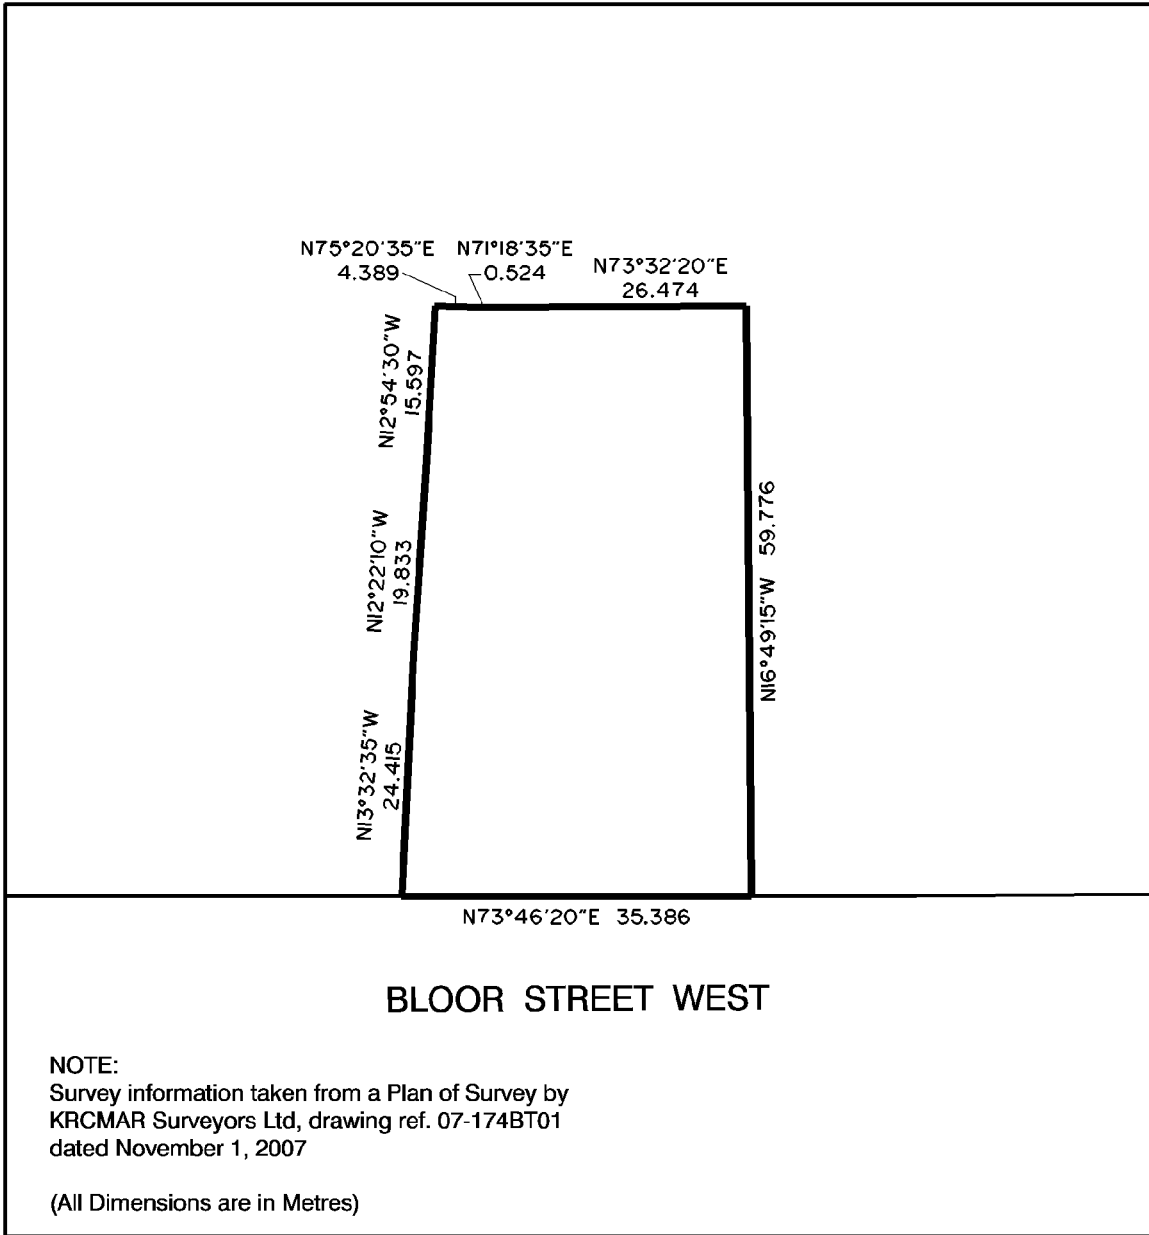 N75°20'35"E N71°18'35"E
4.389 0.524
N73°32'20"E
26.474
N12°54'30"W
15.597
N12°22'10"W
19.833
N13°32'35"W
24.415
N16°49'15"W 59.776
N73°46'20"E 35.386
BLOOR STREET WEST
NOTE:
Survey information taken from a Plan of Survey by
KRCMAR Surveyors Ltd, drawing ref. 07-174BT01
dated November 1, 2007
(All Dimensions are in Metres)